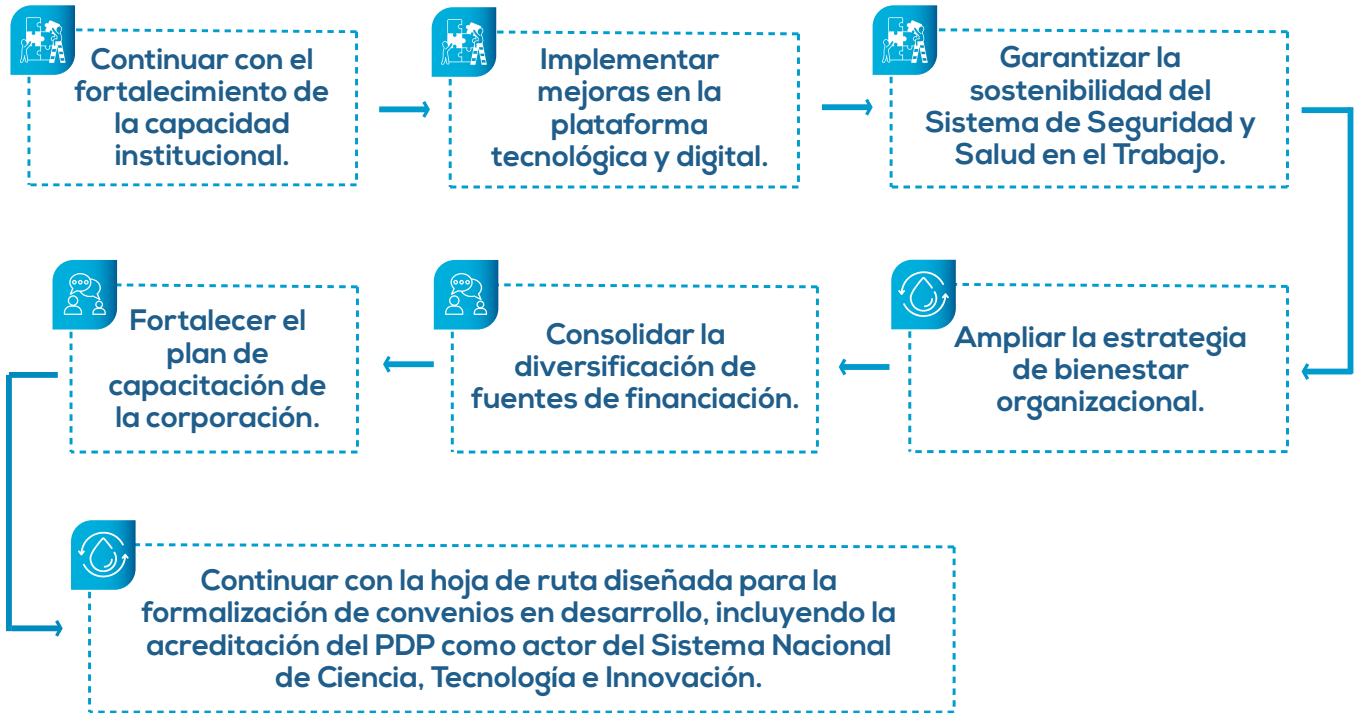 Continuar con el
fortalecimiento de
la capacidad
institucional.
Implementar
mejoras en la
plataforma
tecnológica y digital.
Garantizar la
sostenibilidad del
Sistema de Seguridad y
Salud en el Trabajo.
Ampliar la estrategia
de bienestar
organizacional.
Consolidar la
diversificación de
fuentes de financiación.
Fortalecer el
plan de
capacitación de
la corporación.
Continuar con la hoja de ruta diseñada para la
formalización de convenios en desarrollo, incluyendo la
acreditación del PDP como actor del Sistema Nacional
de Ciencia, Tecnología e Innovación.